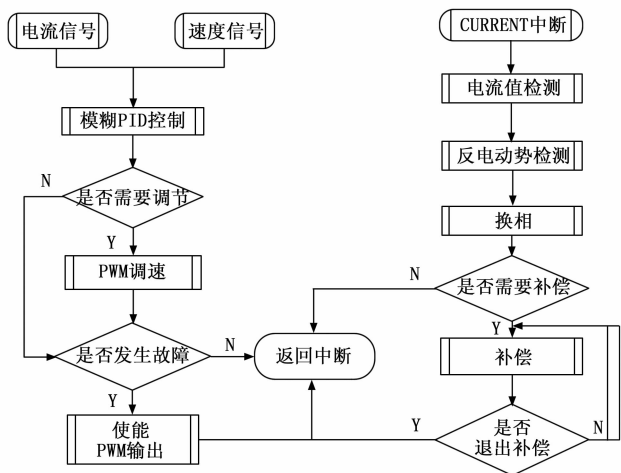 电流信号
速度信号
模糊PID控制
是否需要调节
N
Y
PWM调速
是否发生故障
N
Y
使能
PWM输出
返回中断
CURRENT中断
电流值检测
反电动势检测
换相
是否需要补偿
N
Y
补偿
是否
退出补偿
Y
N